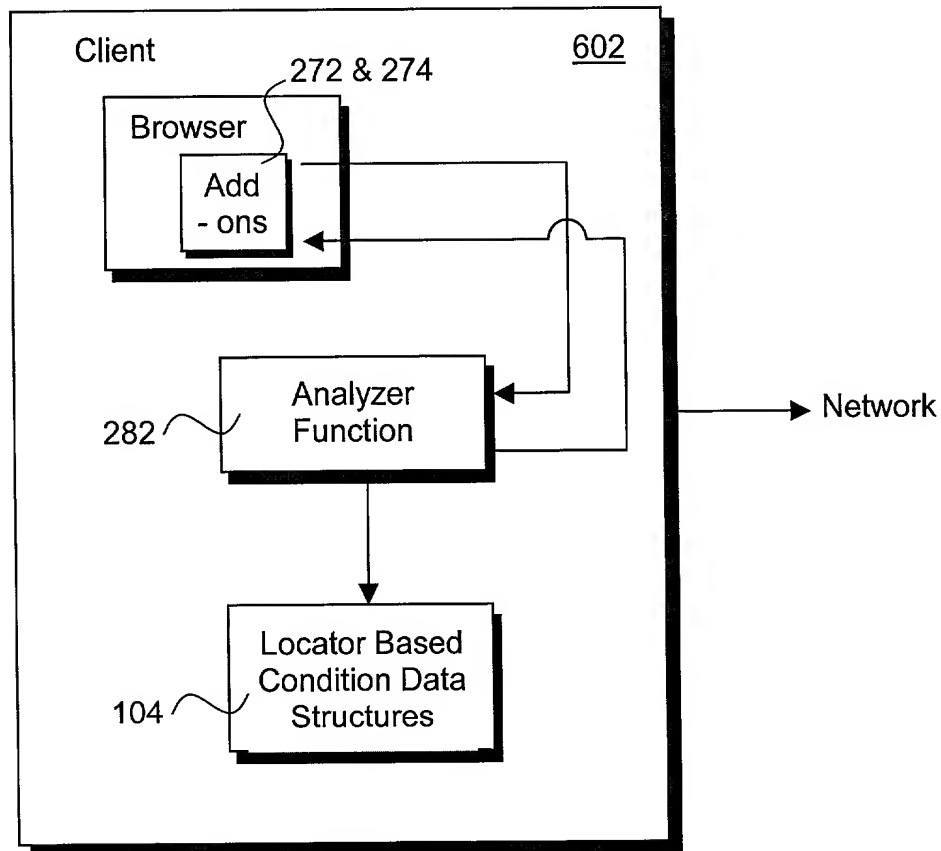 Client
602
272 & 274
Browser
Add
- ons
Analyzer
Function
282
Network
Locator Based
Condition Data
Structures
104